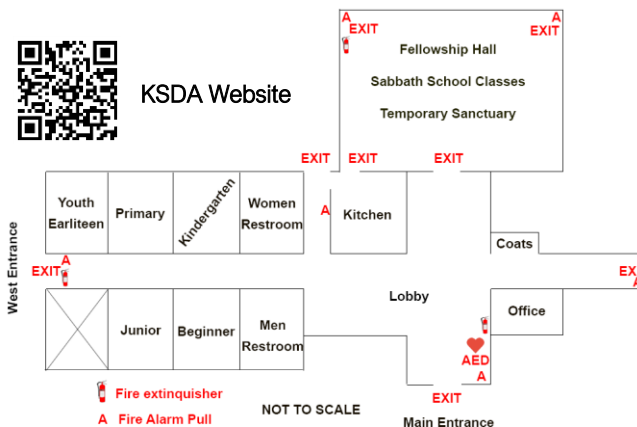 A
EXIT
A
EXIT
Fellowship Hall
Sabbath School Classes
Temporary Sanctuary
KSDA Website
EXIT
EXIT
EXIT
Youth
Earliteen
Primary
Kindergarten
Women
Restroom
A
Kitchen
Coats
West Entrance
A
EXIT
Lobby
A
Junior
Beginner
Men
Restroom
Office
AED
A
EXIT
Fire extinguisher
A Fire Alarm Pull
NOT TO SCALE
Main Entrance